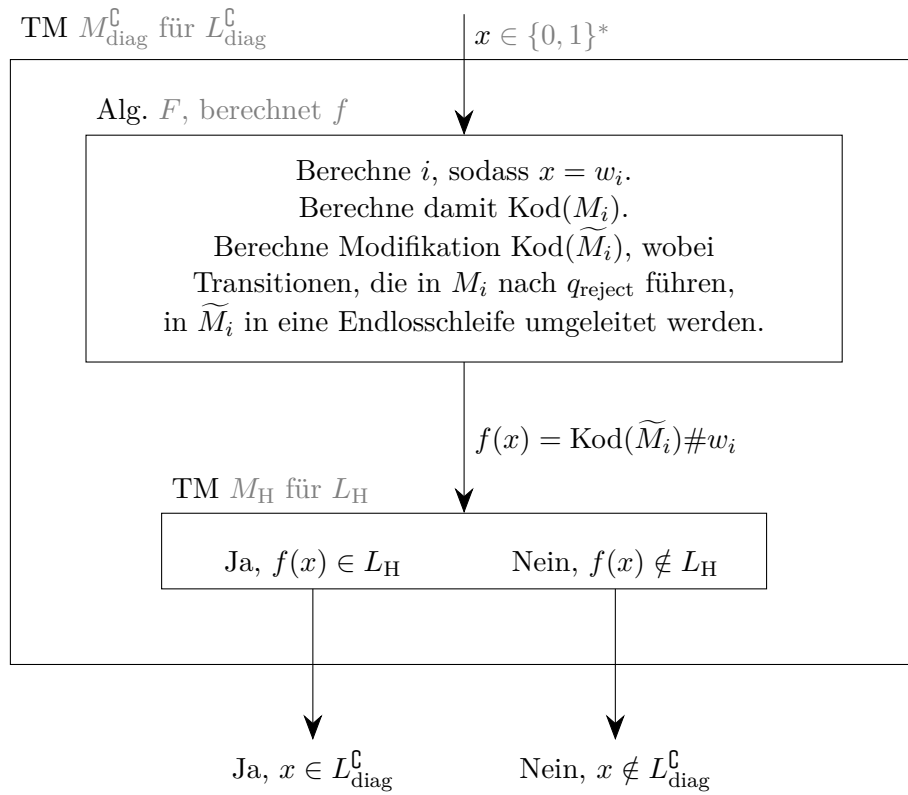 TM $M_{\text{diag}}^{\complement}$ für $L_{\text{diag}}^{\complement}$
$x \in \{0, 1\}^*$
Alg. $F$, berechnet $f$
Berechne $i$, sodass $x = w_i$.
Berechne damit Kod($M_i$).
Berechne Modifikation Kod($\widetilde{M}_i$), wobei
Transitionen, die in $M_i$ nach $q_{\text{reject}}$ führen,
in $\widetilde{M}_i$ in eine Endlosschleife umgeleitet werden.
$f(x) = \text{Kod}(\widetilde{M}_i)\#w_i$
TM $M_{\text{H}}$ für $L_{\text{H}}$
Ja, $f(x) \in L_{\text{H}}$ Nein, $f(x) \notin L_{\text{H}}$
Ja, $x \in L_{\text{diag}}^{\complement}$ Nein, $x \notin L_{\text{diag}}^{\complement}$